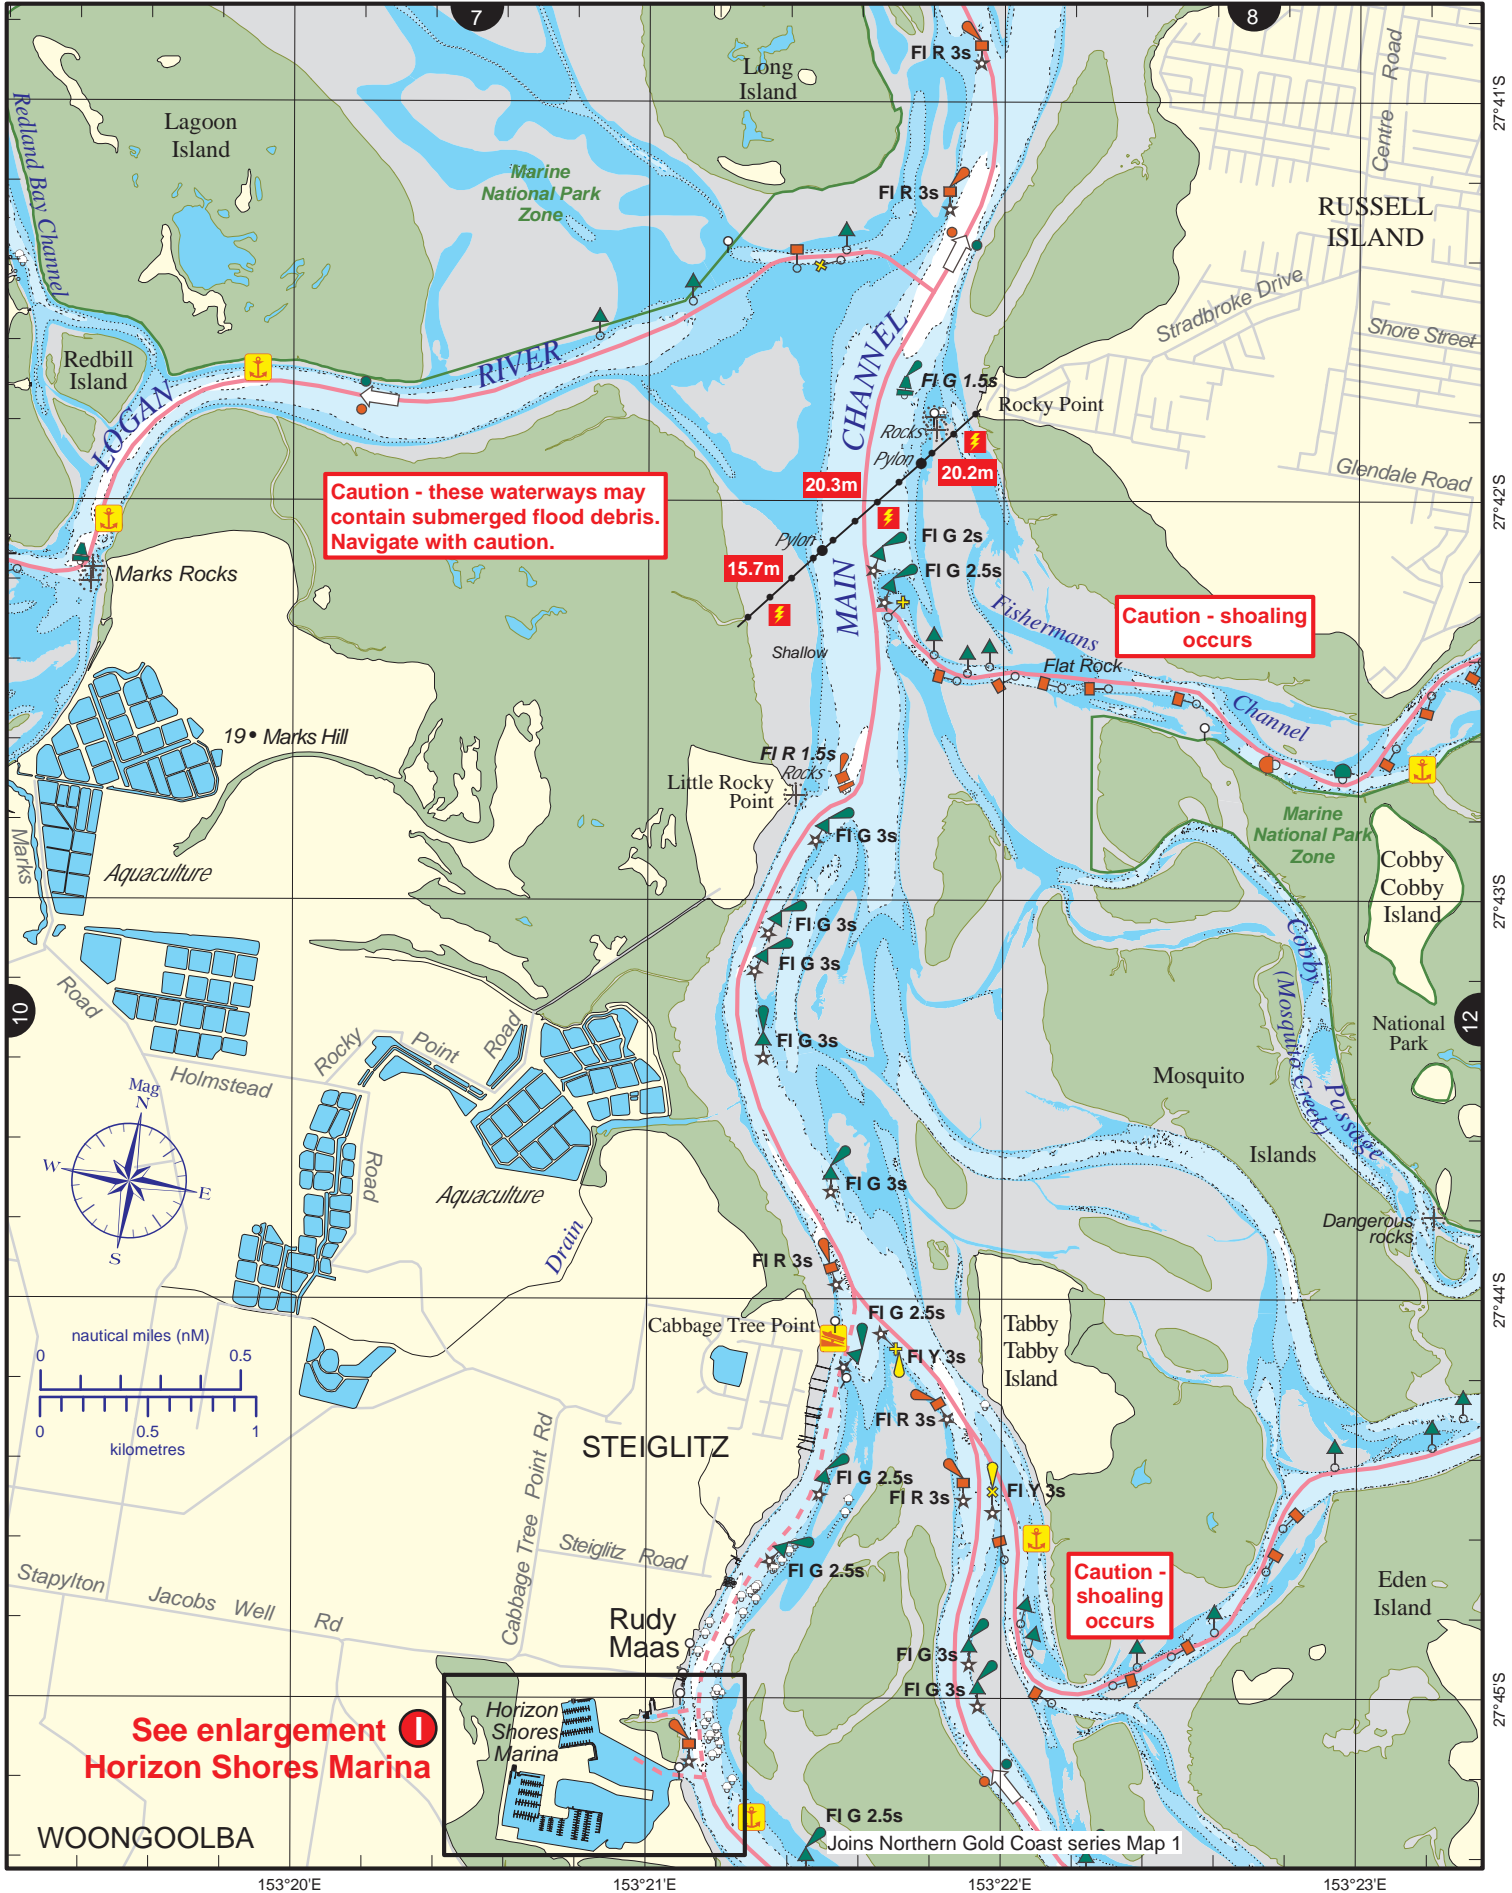 7
8
Fl R 3s
Long
Island
Centre Road
27°41'S
Lagoon
Island
Redland Bay Channel
Marine
National Park
Zone
Fl R 3s
RUSSELL
ISLAND
Stradbroke Drive
Shore Street
Redbill
Island
LOGAN RIVER
MAIN CHANNEL
Fl G 1.5s
Rocky Point
Rocks
Pylon
20.2m
Glendale Road
Caution - these waterways may
contain submerged flood debris.
Navigate with caution.
20.3m
27°42'S
Pylon
Fl G 2s
15.7m
Fl G 2.5s
Marks Rocks
Fishermans Channel
Caution - shoaling
occurs
Shallow
Flat Rock
19 • Marks Hill
Fl R 1.5s
Rocks
Little Rocky
Point
Marine
National Park
Zone
Fl G 3s
Marks Road
Aquaculture
Cobby
Cobby
Island
27°43'S
Fl G 3s
Fl G 3s
Cobby Passage
(Mosquito Creek)
10
12
National
Park
Fl G 3s
Rocky Point Road
Holmstead Road
Mosquito
Islands
Mag
N
W
E
S
Fl G 3s
Aquaculture
Drain
Dangerous
rocks
Fl R 3s
27°44'S
Fl G 2.5s
Cabbage Tree Point
Tabby
Tabby
Island
nautical miles (nM)
0 0.5
Fl Y 3s
0 0.5 1
kilometres
Fl R 3s
STEIGLITZ
Cabbage Tree Point Rd
Fl G 2.5s
Fl R 3s
Fl Y 3s
Steiglitz Road
Fl G 2.5s
Stapylton Jacobs Well Rd
Caution -
shoaling
occurs
Eden
Island
Rudy
Maas
Fl G 3s
Fl G 3s
27°45'S
Horizon
Shores
Marina
See enlargement I
Horizon Shores Marina
Fl G 2.5s
WOONGOOLBA
Joins Northern Gold Coast series Map 1
153°20'E
153°21'E
153°22'E
153°23'E